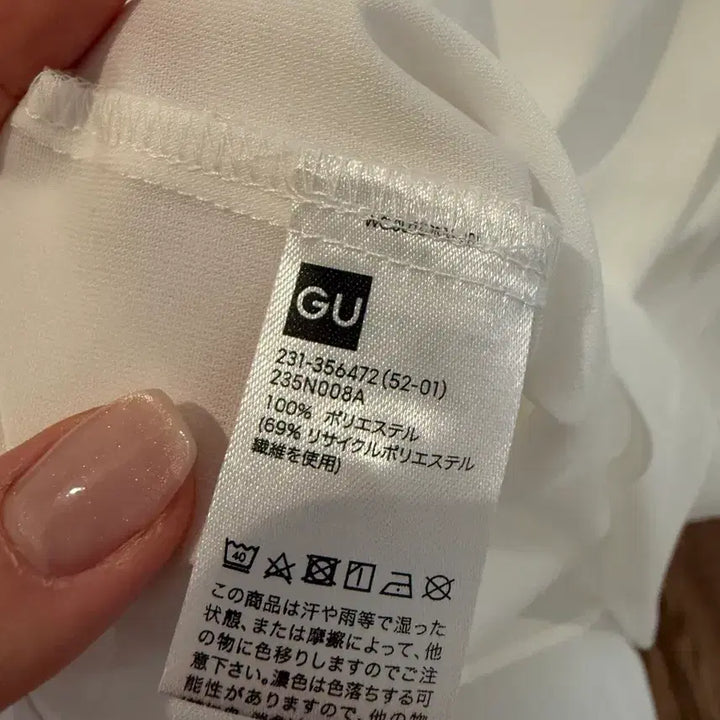 GU
231-356472(52-01)
235N008A
100% ポリエステル
(69% リサイクルポリエステル
繊維を使用)
40
この商品は汗や雨等で湿った
状態、または摩擦によって、他
の物に色移りしますのでご注
意下さい。濃色は色落ちする可
能性がありますので、他の物